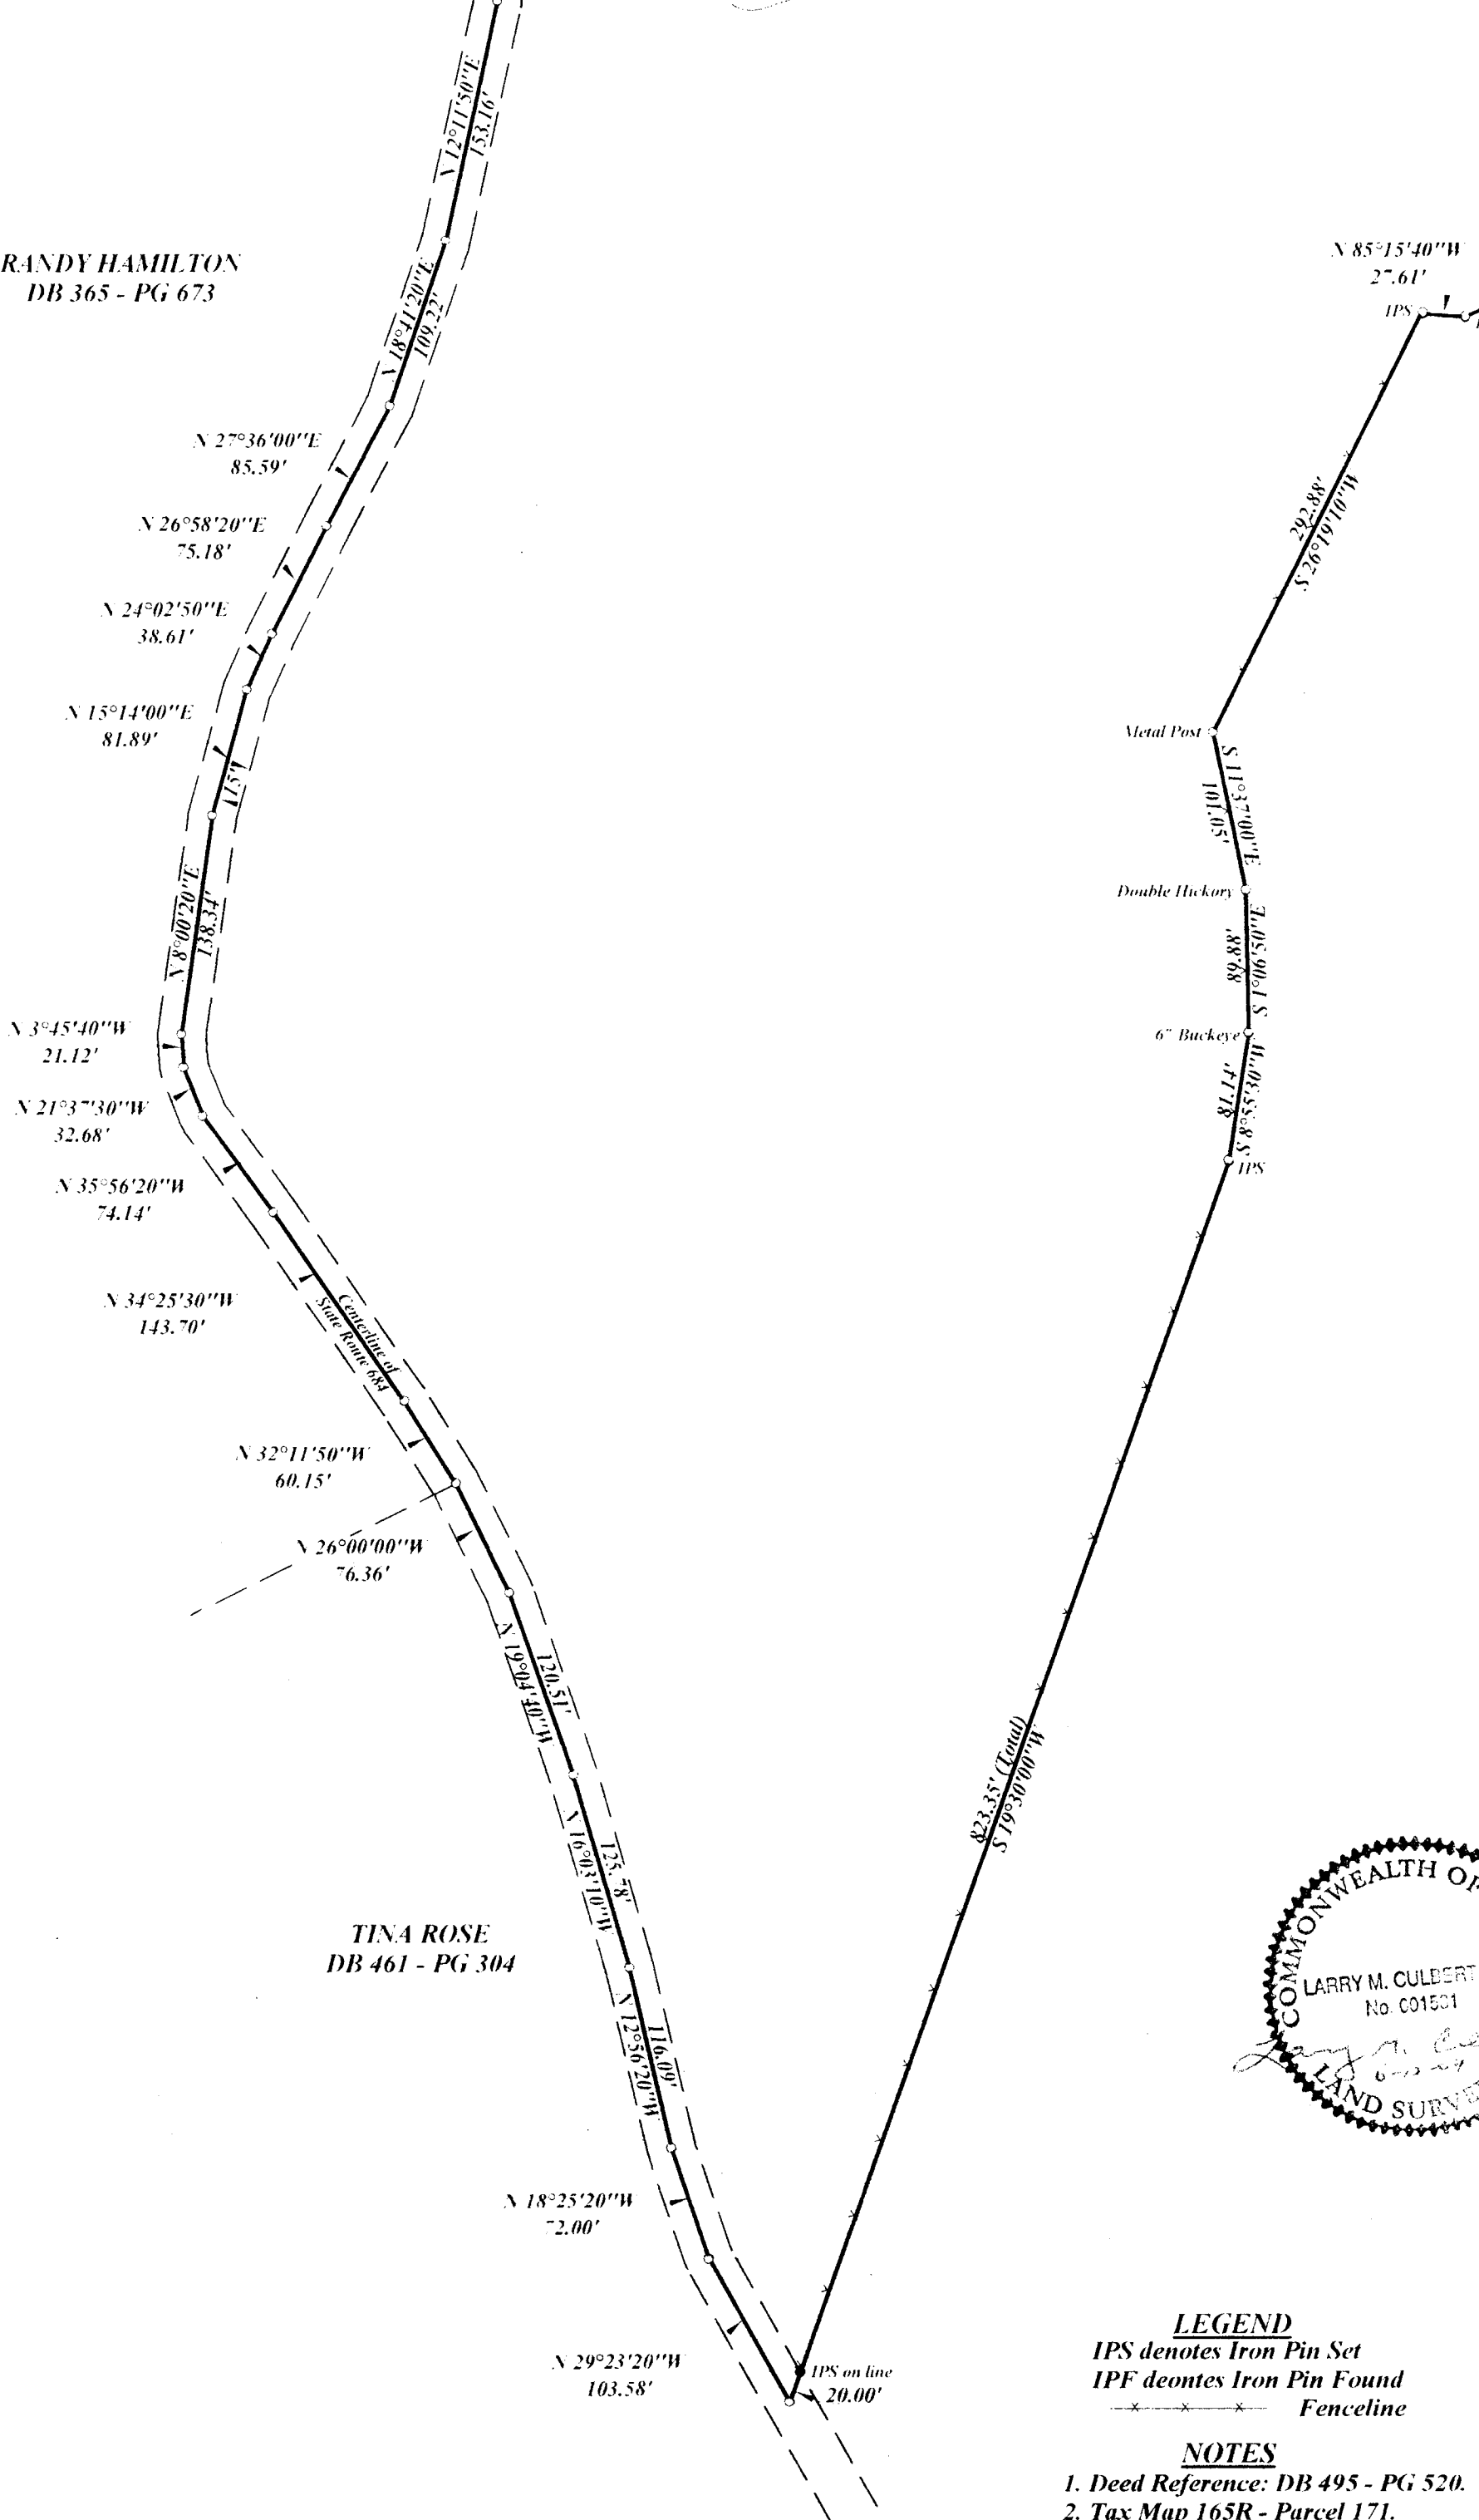 N 12°11'50"E
153.16'
RANDY HAMILTON
DB 365 - PG 673
N 85°15'40"W
27.61'
IPS
N 18°41'20"E
109.22'
N 27°36'00"E
85.59'
292.88'
S 26°19'10"W
N 26°58'20"E
75.18'
N 24°02'50"E
38.61'
N 15°14'00"E
81.89'
15'
Metal Post
S 11°37'00"E
101.05'
Double Hickory
N 8°00'20"E
138.34'
S 1°06'50"E
88.68'
N 3°45'40"W
21.12'
6" Buckeye
S 8°55'30"W
81.14'
IPS
N 21°37'30"W
32.68'
N 35°56'20"W
74.14'
N 34°25'30"W
143.70'
Centerline of
State Route 684
N 32°11'50"W
60.15'
N 26°00'00"W
76.36'
N 19°04'40"W
120.51'
823.35' (Total)
S 19°30'00"W
N 16°03'10"W
125.78'
TINA ROSE
DB 461 - PG 304
COMMONWEALTH OF
LARRY M. CULBERT
No. 001501
LAND SURVE
N 12°56'20"W
116.09'
N 18°25'20"W
72.00'
N 29°23'20"W
103.58'
IPS on line
20.00'
LEGEND
IPS denotes Iron Pin Set
IPF deontes Iron Pin Found
Fenceline
NOTES
1. Deed Reference: DB 495 - PG 520.
2. Tax Map 165R - Parcel 171.